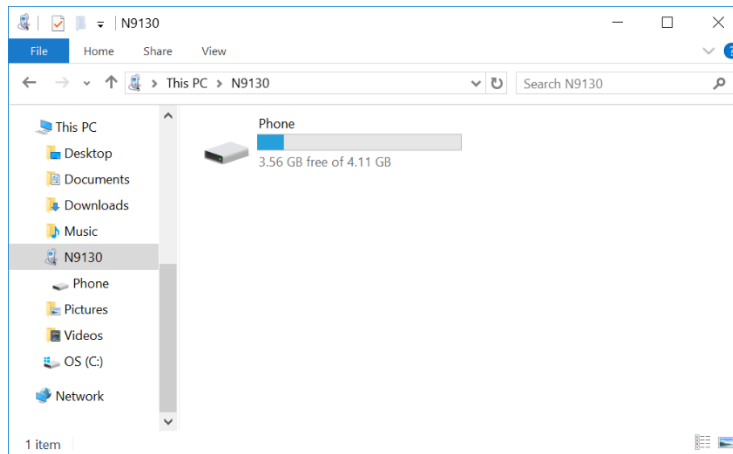 N9130
File Home Share View
This PC > N9130
Search N9130
This PC
Desktop
Documents
Downloads
Music
N9130
Phone
Pictures
Videos
OS (C:)
Network
Phone
3.56 GB free of 4.11 GB
1 item